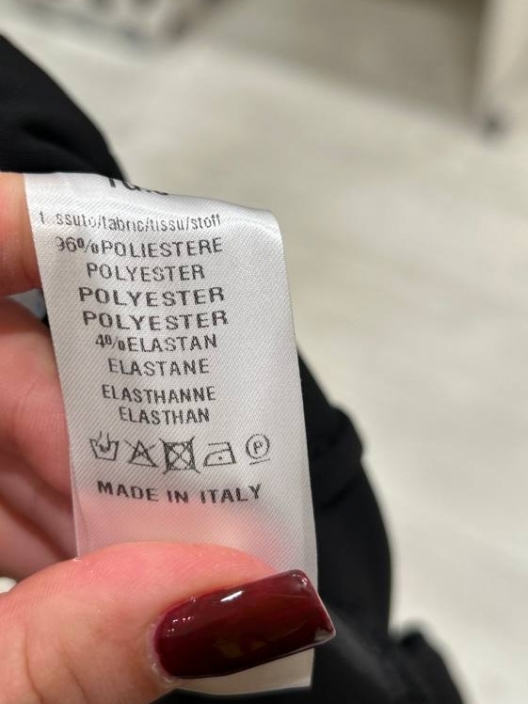 tessuto/fabric/tissu/stoff
96%POLIESTERE
POLYESTER
POLYESTER
POLYESTER
4%ELASTAN
ELASTANE
ELASTHANNE
ELASTHAN
P
MADE IN ITALY